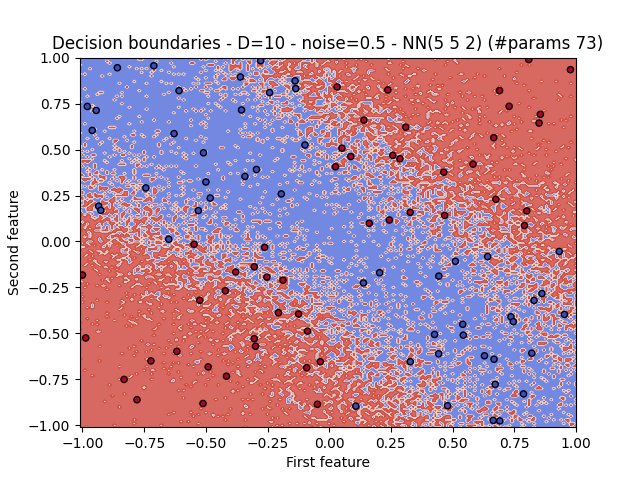 Decision boundaries - D=10 - noise=0.5 - NN(5 5 2) (#params 73)
1.00
0.75
0.50
0.25
0.00
−0.25
−0.50
−0.75
−1.00
Second feature
−1.00 −0.75 −0.50 −0.25 0.00 0.25 0.50 0.75 1.00
First feature